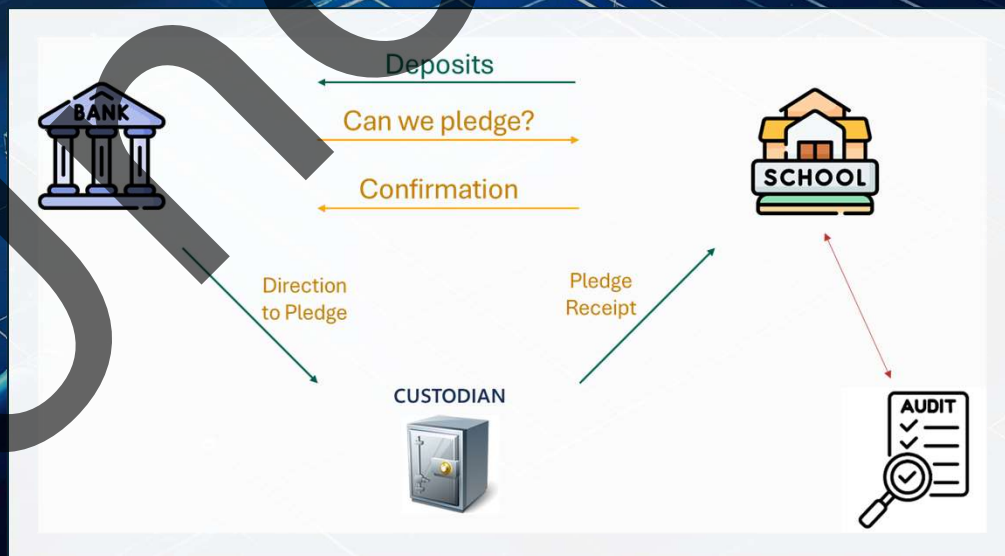 Deposits
BANK
Can we pledge?
SCHOOL
Confirmation
Direction
to Pledge
Pledge
Receipt
CUSTODIAN
AUDIT